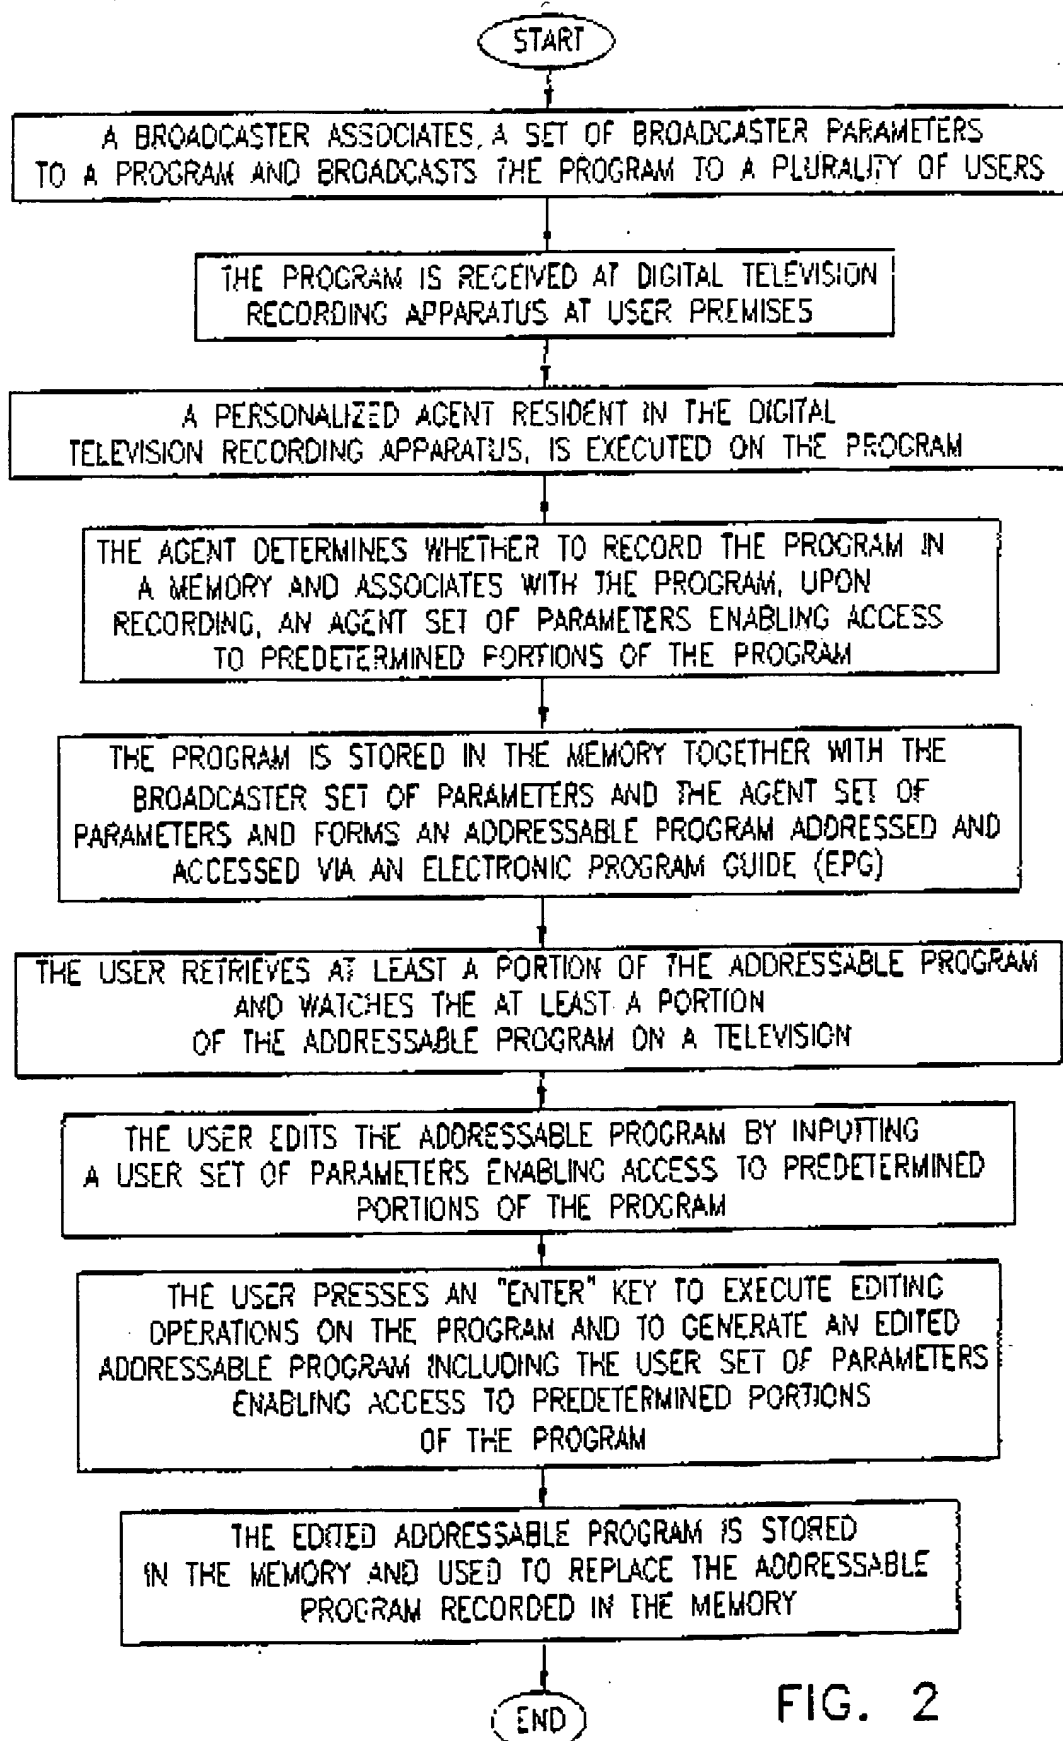 START
A BROADCASTER ASSOCIATES, A SET OF BROADCASTER PARAMETERS
TO A PROGRAM AND BROADCASTS THE PROGRAM TO A PLURALITY OF USERS
THE PROGRAM IS RECEIVED AT DIGITAL TELEVISION
RECORDING APPARATUS AT USER PREMISES
A PERSONALIZED AGENT RESIDENT IN THE DIGITAL
TELEVISION RECORDING APPARATUS, IS EXECUTED ON THE PROGRAM
THE AGENT DETERMINES WHETHER TO RECORD THE PROGRAM IN
A MEMORY AND ASSOCIATES WITH THE PROGRAM, UPON
RECORDING, AN AGENT SET OF PARAMETERS ENABLING ACCESS
TO PREDETERMINED PORTIONS OF THE PROGRAM
THE PROGRAM IS STORED IN THE MEMORY TOGETHER WITH THE
BROADCASTER SET OF PARAMETERS AND THE AGENT SET OF
PARAMETERS AND FORMS AN ADDRESSABLE PROGRAM ADDRESSED AND
ACCESSED VIA AN ELECTRONIC PROGRAM GUIDE (EPG)
THE USER RETRIEVES AT LEAST A PORTION OF THE ADDRESSABLE PROGRAM
AND WATCHES THE AT LEAST A PORTION
OF THE ADDRESSABLE PROGRAM ON A TELEVISION
THE USER EDITS THE ADDRESSABLE PROGRAM BY INPUTTING
A USER SET OF PARAMETERS ENABLING ACCESS TO PREDETERMINED
PORTIONS OF THE PROGRAM
THE USER PRESSES AN "ENTER" KEY TO EXECUTE EDITING
OPERATIONS ON THE PROGRAM AND TO GENERATE AN EDITED
ADDRESSABLE PROGRAM INCLUDING THE USER SET OF PARAMETERS
ENABLING ACCESS TO PREDETERMINED PORTIONS
OF THE PROGRAM
THE EDITED ADDRESSABLE PROGRAM IS STORED
IN THE MEMORY AND USED TO REPLACE THE ADDRESSABLE
PROGRAM RECORDED IN THE MEMORY
END
FIG. 2